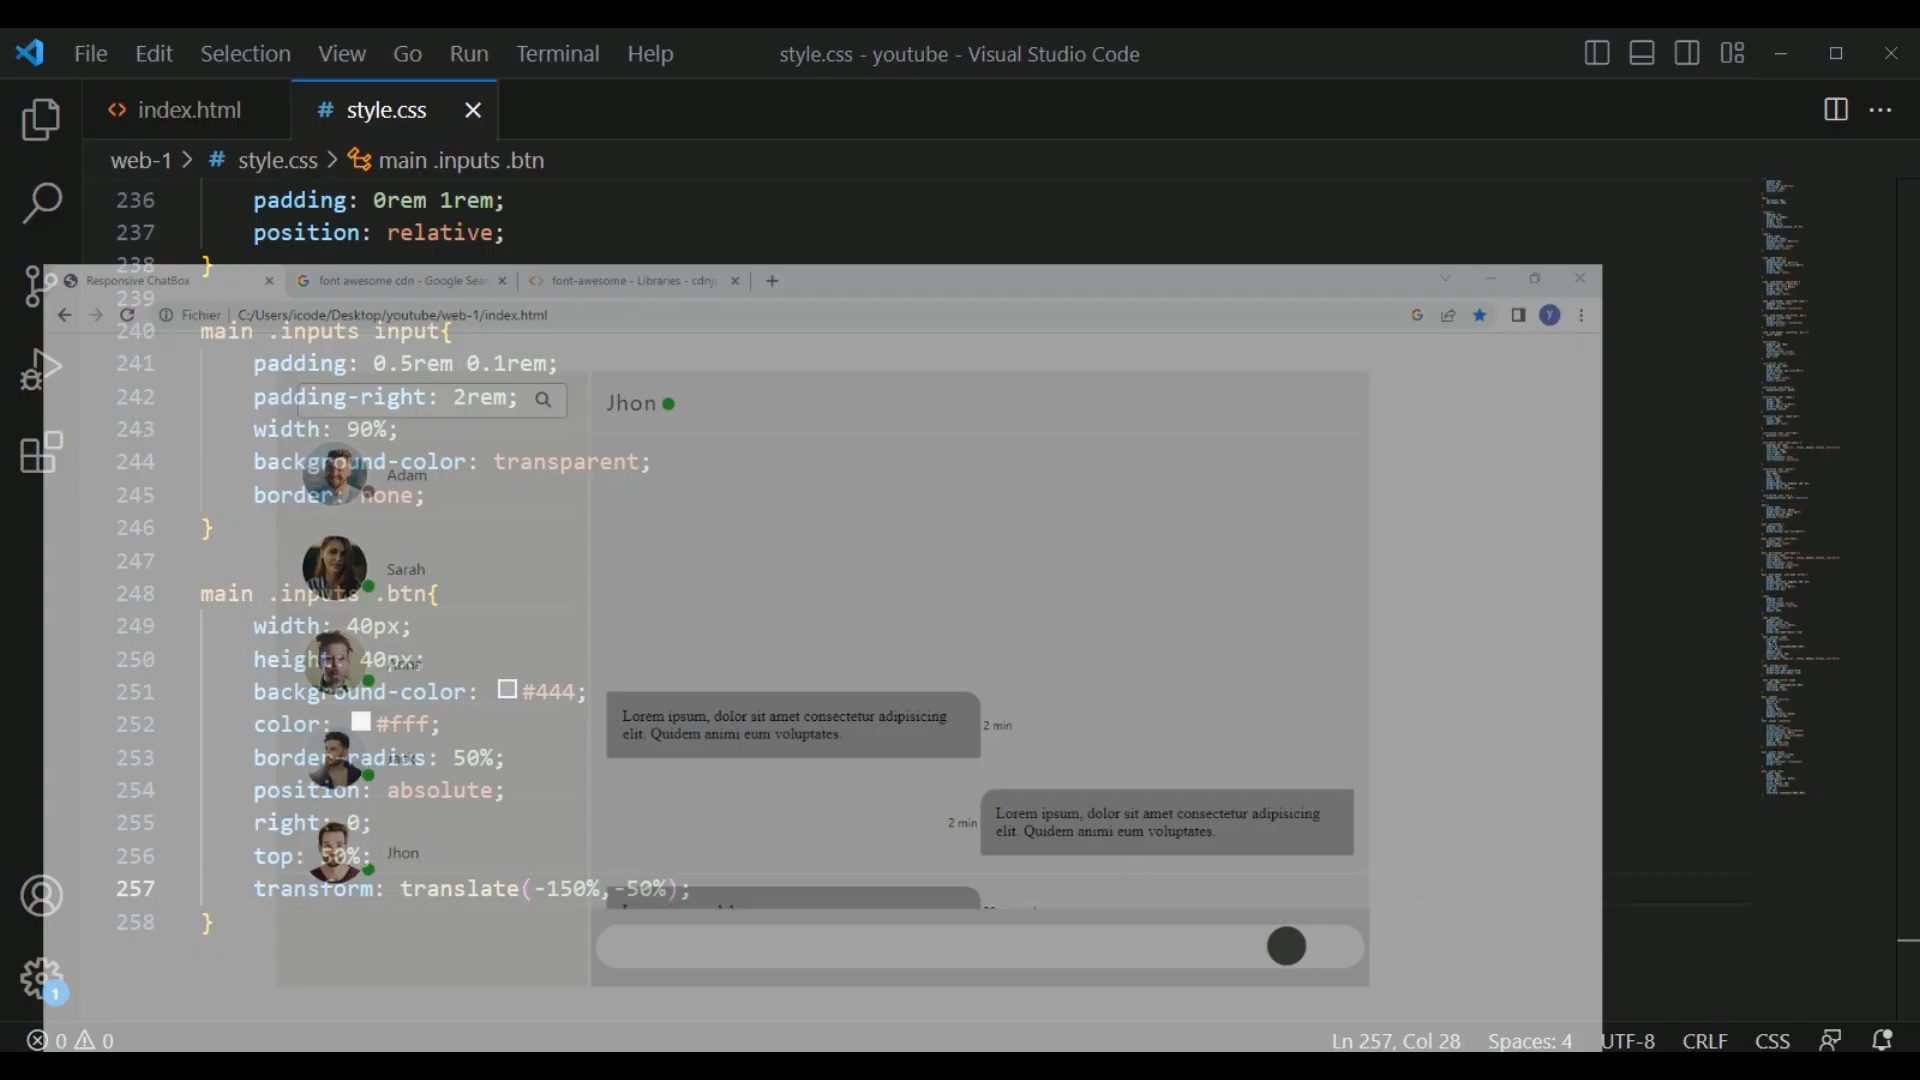 File Edit Selection View Go Run Terminal Help style.css - youtube - Visual Studio Code
index.html # style.css
web-1 > # style.css > main .inputs .btn
236 padding: 0rem 1rem;
237 position: relative;
238 }
Responsive ChatBox font awesome cdn - Google Sear font-awesome - Libraries - cdnjs
239
Fichier C:/Users/icode/Desktop/youtube/web-1/index.html Y
240 main .inputs input{
241 padding: 0.5rem 0.1rem;
242 padding-right: 2rem;
Jhon
243 width: 90%;
244 background-color: transparent;
Adam
245 border: none;
246 }
247
Sarah
248 main .inputs .btn{
249 width: 40px;
250 height: 40px;
251 background-color: #444;
252 color: #fff;
Lorem ipsum, dolor sit amet consectetur adipisicing
elit. Quidem animi eum voluptates.
2 min
253 border-radius: 50%;
254 position: absolute;
255 right: 0;
2 min
Lorem ipsum, dolor sit amet consectetur adipisicing
elit. Quidem animi eum voluptates.
256 top: 50%;
Jhon
257 transform: translate(-150%,-50%);
258 }
1
0 0 Ln 257, Col 28 Spaces: 4 UTF-8 CRLF CSS